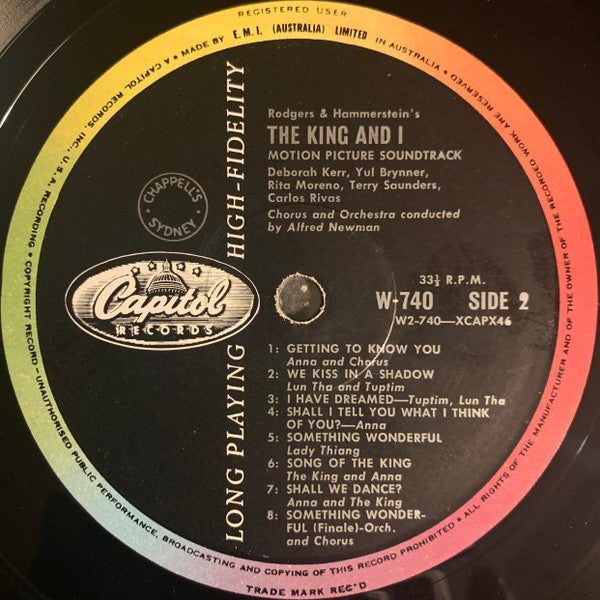 REGISTERED USER
• MADE BY E.M.I. (AUSTRALIA) LIMITED IN AUSTRALIA •
A CAPITOL RECORDS, INC., U.S.A. RECORDING • COPYRIGHT RECORD — UNAUTHORISED PUBLIC PERFORMANCE, BROADCASTING AND COPYING OF THIS RECORD PROHIBITED • ALL RIGHTS OF THE MANUFACTURER AND OF THE OWNER OF THE RECORDED WORK ARE RESERVED
TRADE MARK REC'D
LONG PLAYING HIGH-FIDELITY
CHAPPELL'S
SYDNEY
Capitol
RECORDS
Rodgers & Hammerstein's
THE KING AND I
MOTION PICTURE SOUNDTRACK
Deborah Kerr, Yul Brynner,
Rita Moreno, Terry Saunders,
Carlos Rivas
Chorus and Orchestra conducted
by Alfred Newman
33⅓ R.P.M.
W-740 SIDE 2
W2-740—XCAPX46
1: GETTING TO KNOW YOU
Anna and Chorus
2: WE KISS IN A SHADOW
Lun Tha and Tuptim
3: I HAVE DREAMED—Tuptim, Lun Tha
4: SHALL I TELL YOU WHAT I THINK
OF YOU?—Anna
5: SOMETHING WONDERFUL
Lady Thiang
6: SONG OF THE KING
The King and Anna
7: SHALL WE DANCE?
Anna and The King
8: SOMETHING WONDER-
FUL (Finale)-Orch.
and Chorus